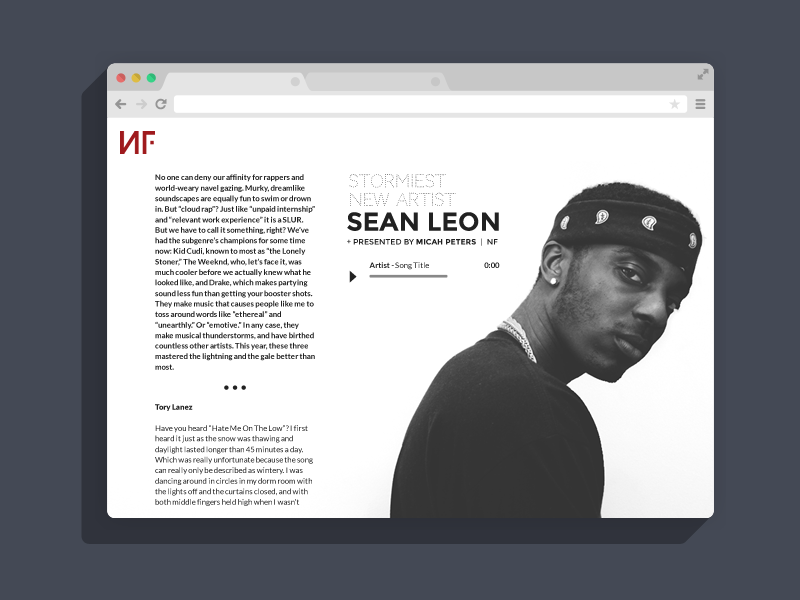 NF
No one can deny our affinity for rappers and
world-weary navel gazing. Murky, dreamlike
soundscapes are equally fun to swim or drown
in. But "cloud rap"? Just like "unpaid internship"
and "relevant work experience" it is a SLUR.
But we have to call it something, right? We've
had the subgenre's champions for some time
now: Kid Cudi, known to most as "the Lonely
Stoner," The Weeknd, who, let's face it, was
much cooler before we actually knew what he
looked like, and Drake, which makes partying
sound less fun than getting your booster shots.
They make music that causes people like me to
toss around words like "ethereal" and
"unearthly." Or "emotive." In any case, they
make musical thunderstorms, and have birthed
countless other artists. This year, these three
mastered the lightning and the gale better than
most.
•••
Tory Lanez
Have you heard "Hate Me On The Low"? I first
heard it just as the snow was thawing and
daylight lasted longer than 45 minutes a day.
Which was really unfortunate because the song
can really only be described as wintery. I was
dancing around in circles in my dorm room with
the lights off and the curtains closed, and with
both middle fingers held high when I wasn't
STORMIEST
NEW ARTIST
SEAN LEON
+ PRESENTED BY MICAH PETERS | NF
Artist - Song Title 0:00